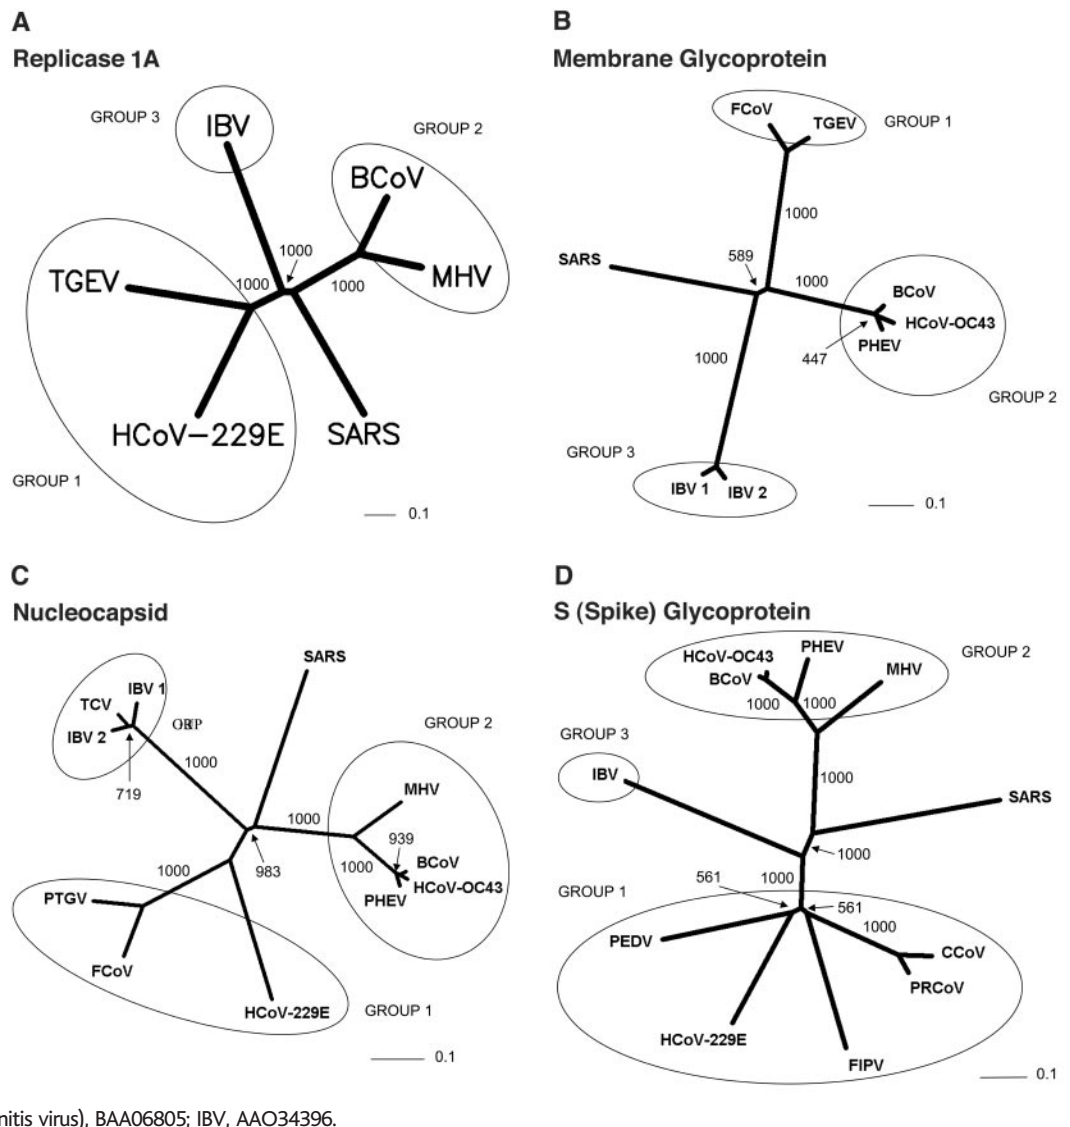 A
Replicase 1A
GROUP 3
IBV
GROUP 2
BCoV
1000
TGEV
1000
1000
MHV
HCoV-229E
SARS
GROUP 1
0.1
B
Membrane Glycoprotein
FCoV
TGEV
GROUP 1
1000
SARS
589
1000
BCoV
HCoV-OC43
PHEV
447
1000
GROUP 2
GROUP 3
IBV 1
IBV 2
0.1
C
Nucleocapsid
SARS
IBV 1
TCV
IBV 2
GROUP 2
1000
719
MHV
1000
939
1000
BCoV
HCoV-OC43
PHEV
983
1000
PTGV
FCoV
HCoV-229E
GROUP 1
0.1
D
S (Spike) Glycoprotein
PHEV
HCoV-OC43
BCoV
MHV
GROUP 2
1000
1000
GROUP 3
IBV
1000
SARS
1000
1000
561
GROUP 1
561
1000
PEDV
CCoV
PRCoV
HCoV-229E
FIPV
0.1
nitis virus), BAA06805; IBV, AAO34396.